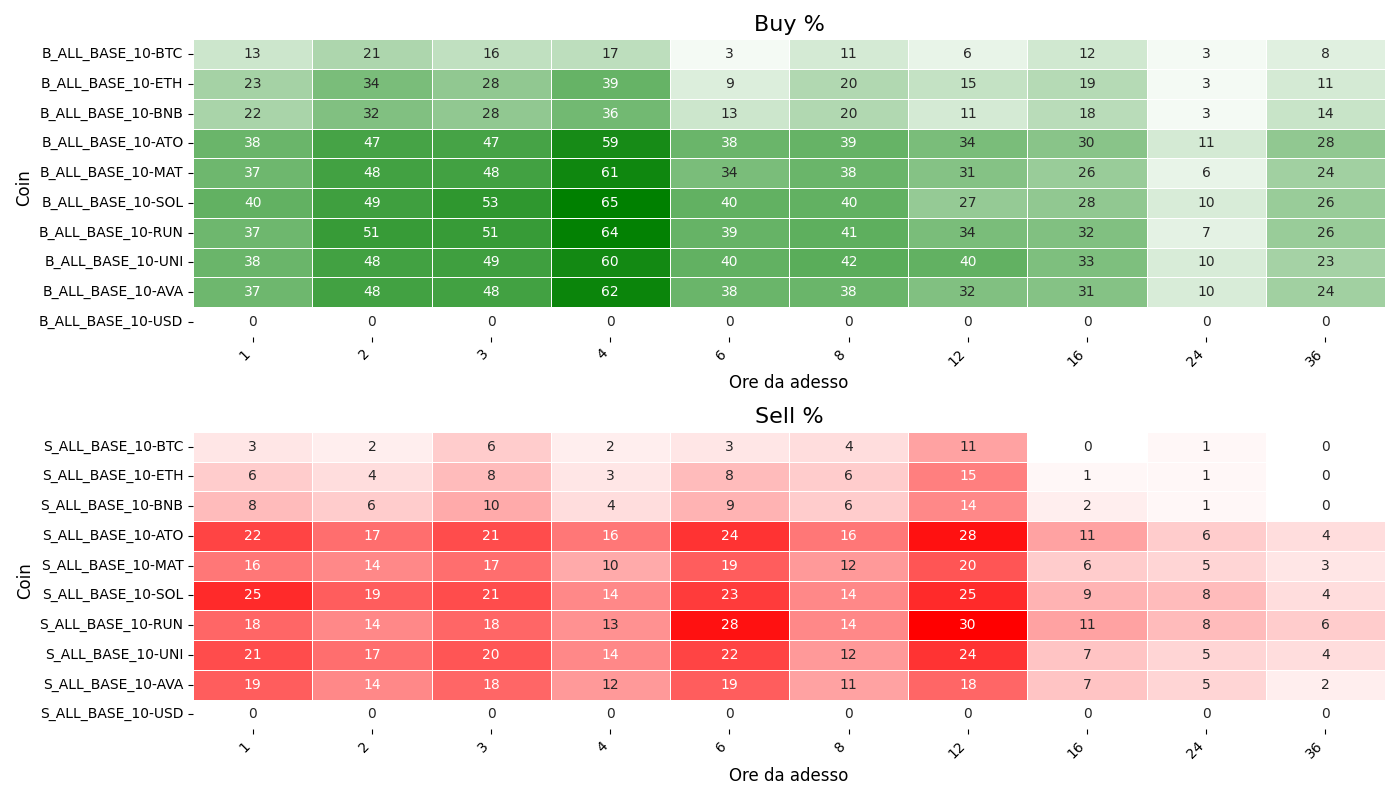 Buy %
Coin
B_ALL_BASE_10-BTC 13 21 16 17 3 11 6 12 3 8
B_ALL_BASE_10-ETH 23 34 28 39 9 20 15 19 3 11
B_ALL_BASE_10-BNB 22 32 28 36 13 20 11 18 3 14
B_ALL_BASE_10-ATO 38 47 47 59 38 39 34 30 11 28
B_ALL_BASE_10-MAT 37 48 48 61 34 38 31 26 6 24
B_ALL_BASE_10-SOL 40 49 53 65 40 40 27 28 10 26
B_ALL_BASE_10-RUN 37 51 51 64 39 41 34 32 7 26
B_ALL_BASE_10-UNI 38 48 49 60 40 42 40 33 10 23
B_ALL_BASE_10-AVA 37 48 48 62 38 38 32 31 10 24
B_ALL_BASE_10-USD 0 0 0 0 0 0 0 0 0 0
1 2 3 4 6 8 12 16 24 36
Ore da adesso
Sell %
Coin
S_ALL_BASE_10-BTC 3 2 6 2 3 4 11 0 1 0
S_ALL_BASE_10-ETH 6 4 8 3 8 6 15 1 1 0
S_ALL_BASE_10-BNB 8 6 10 4 9 6 14 2 1 0
S_ALL_BASE_10-ATO 22 17 21 16 24 16 28 11 6 4
S_ALL_BASE_10-MAT 16 14 17 10 19 12 20 6 5 3
S_ALL_BASE_10-SOL 25 19 21 14 23 14 25 9 8 4
S_ALL_BASE_10-RUN 18 14 18 13 28 14 30 11 8 6
S_ALL_BASE_10-UNI 21 17 20 14 22 12 24 7 5 4
S_ALL_BASE_10-AVA 19 14 18 12 19 11 18 7 5 2
S_ALL_BASE_10-USD 0 0 0 0 0 0 0 0 0 0
1 2 3 4 6 8 12 16 24 36
Ore da adesso